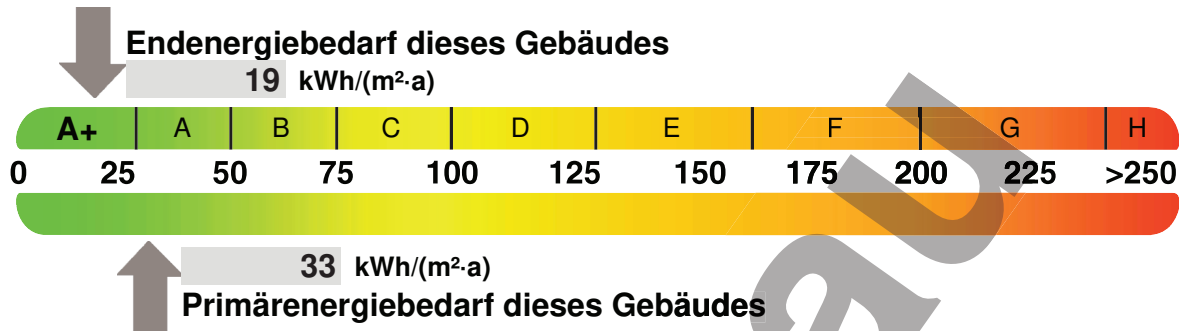 Endenergiebedarf dieses Gebäudes
19 kWh/(m²·a)
A+ A B C D E F G H
0 25 50 75 100 125 150 175 200 225 >250
33 kWh/(m²·a)
Primärenergiebedarf dieses Gebäudes
au